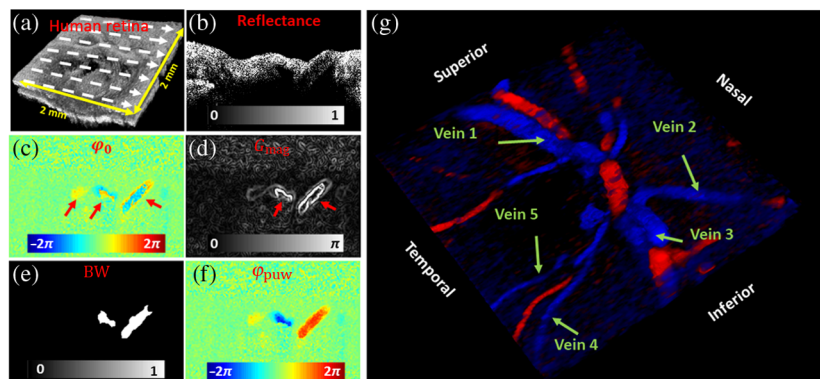 (a)
Human retina
2 mm
2 mm
(b)
Reflectance
0
1
(c)
φ₀
–2π
2π
(d)
0
π
(e)
BW
0
1
(f)
φpuw
–2π
2π
(g)
Superior
Nasal
Vein 1
Vein 2
Vein 5
Vein 3
Temporal
Inferior
Vein 4